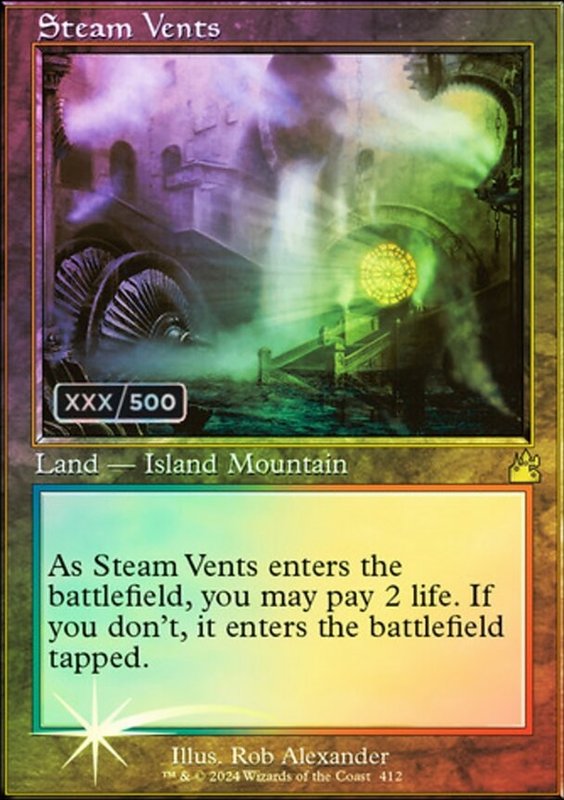 Steam Vents
XXX/500
Land — Island Mountain
As Steam Vents enters the
battlefield, you may pay 2 life. If
you don't, it enters the battlefield
tapped.
Illus. Rob Alexander
™ & © 2024 Wizards of the Coast 412